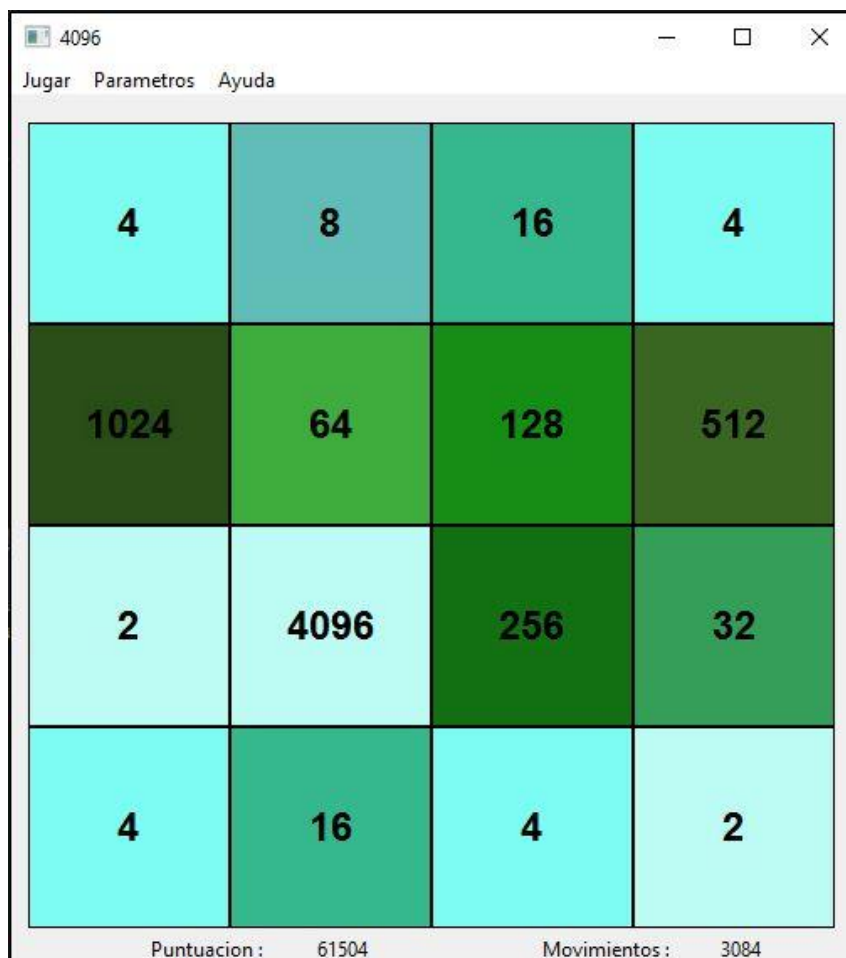 4096
Jugar Parametros Ayuda
4 8 16 4
1024 64 128 512
2 4096 256 32
4 16 4 2
Puntuacion : 61504 Movimientos : 3084